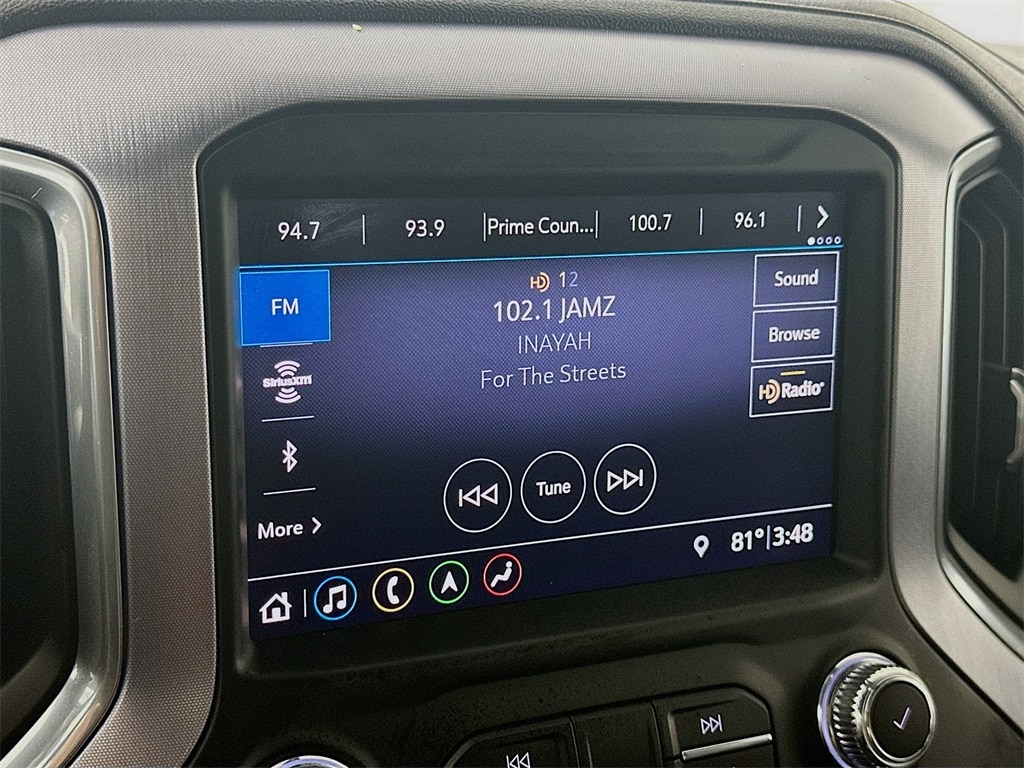 94.7 93.9 Prime Coun... 100.7 96.1
HD 12
102.1 JAMZ
INAYAH
For The Streets
FM
SiriusXM
More
Sound
Browse
HD Radio®
Tune
81° 3:48